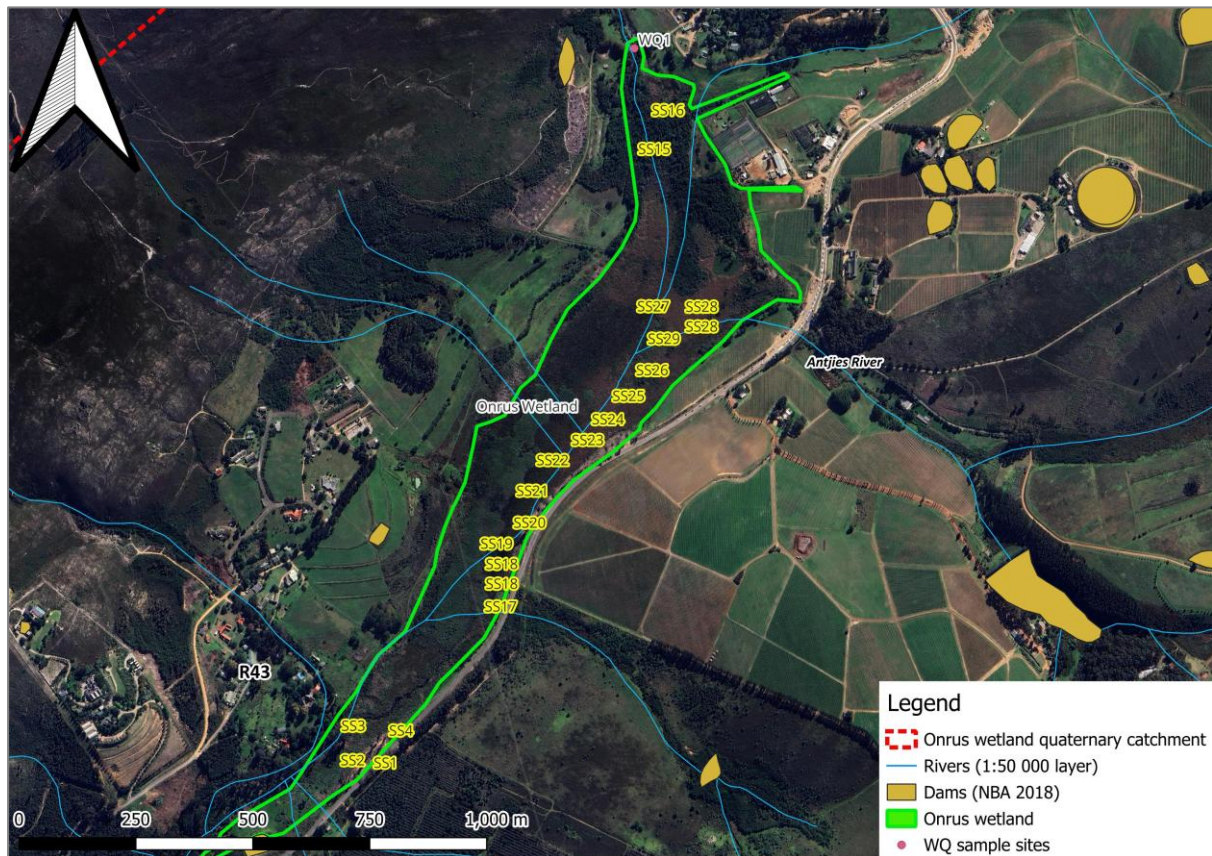 WQ1
SS16
SS15
SS27
SS28
SS28
SS29
Antjies River
SS26
SS25
Onrus Wetland
SS24
SS23
SS22
SS21
SS20
SS19
SS18
SS18
SS17
R43
SS3
SS4
SS2
SS1
0 250 500 750 1,000 m
Legend
Onrus wetland quaternary catchment
Rivers (1:50 000 layer)
Dams (NBA 2018)
Onrus wetland
WQ sample sites